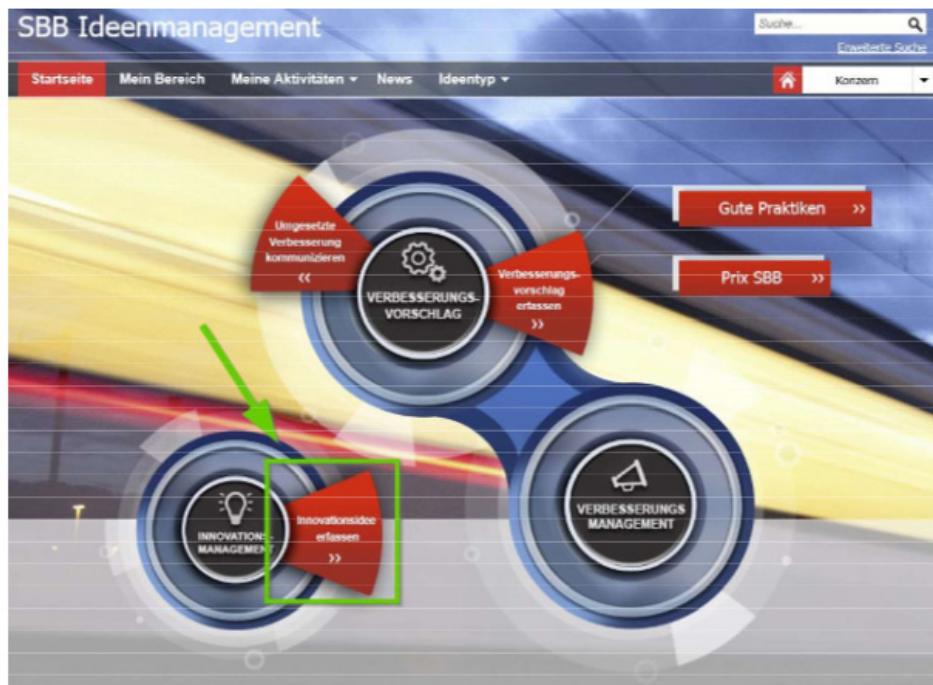 SBB Ideenmanagement
Suche...
Erweiterte Suche
Startseite Mein Bereich Meine Aktivitäten News Ideentyp Konzern
Umgesetzte
Verbesserung
kommunizieren
<<
VERBESSERUNGS-
VORSCHLAG
Verbesserungs-
vorschlag
erfassen
>>
Gute Praktiken >>
Prix SBB >>
INNOVATIONS-
MANAGEMENT
Innovationsidee
erfassen
>>
VERBESSERUNGS
MANAGEMENT